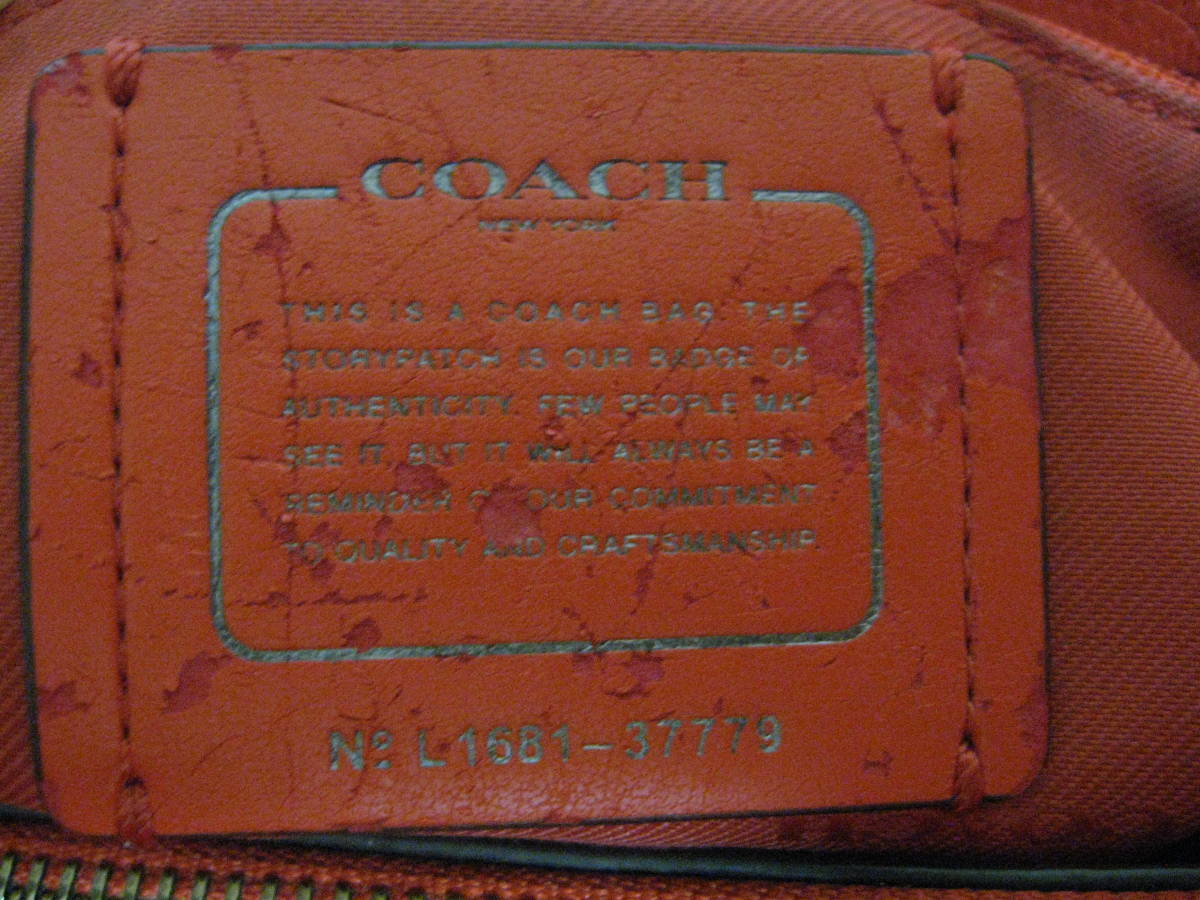 COACH
NEW YORK
THIS IS A COACH BAG. THE
STORYPATCH IS OUR BADGE OF
AUTHENTICITY. FEW PEOPLE MAY
SEE IT, BUT IT WILL ALWAYS BE A
REMINDER OF OUR COMMITMENT
TO QUALITY AND CRAFTSMANSHIP.
Nº L1681-37779